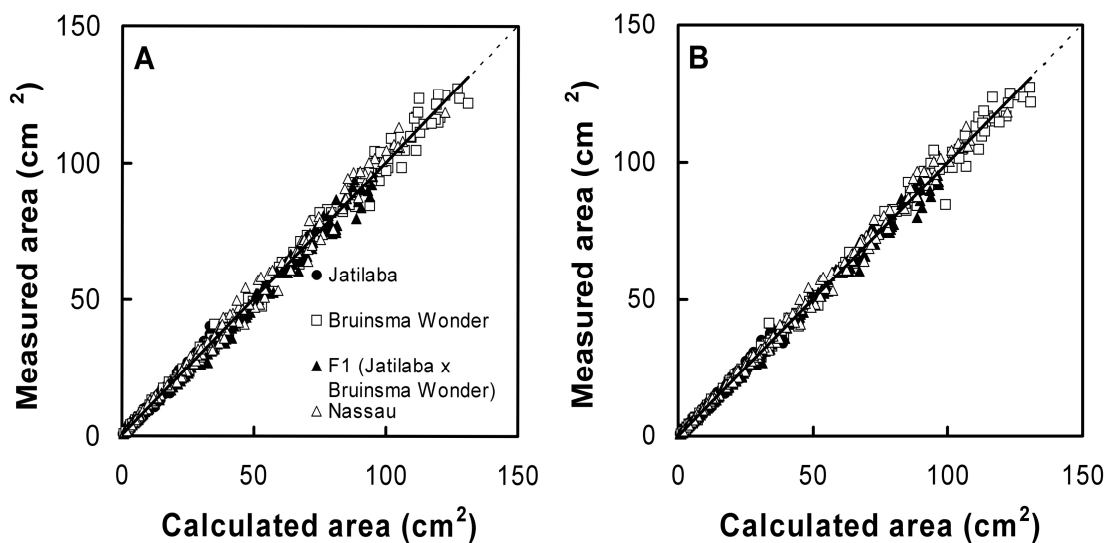 A
Measured area (cm 2)
150
100
50
0
Jatilaba
Bruinsma Wonder
F1 (Jatilaba x
Bruinsma Wonder)
Nassau
0 50 100 150
Calculated area (cm2)
B
Measured area (cm 2)
150
100
50
0
0 50 100 150
Calculated area (cm2)